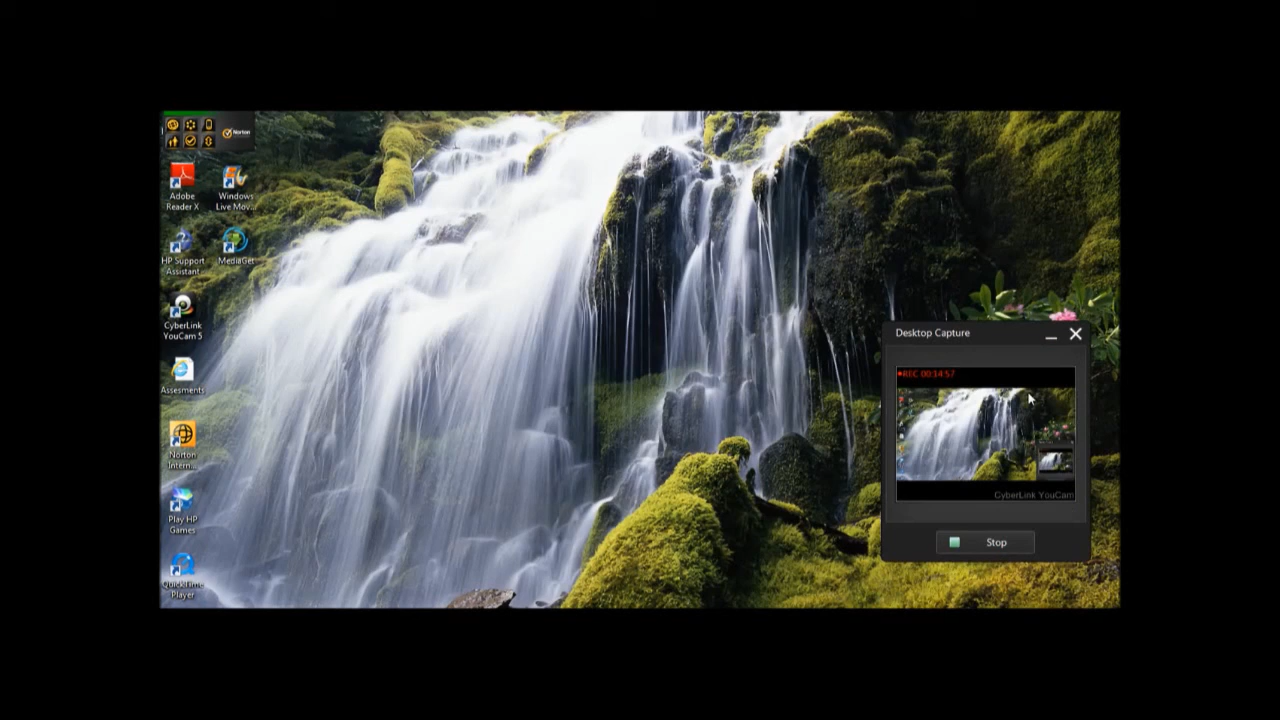 Norton
Adobe
Reader X
Windows
Live Mov...
HP Support
Assistant
MediaGet
CyberLink
YouCam 5
Assesments
Norton
Intern...
Play HP
Games
QuickTime
Player
Desktop Capture
REC 00:14:57
CyberLink YouCam
Stop